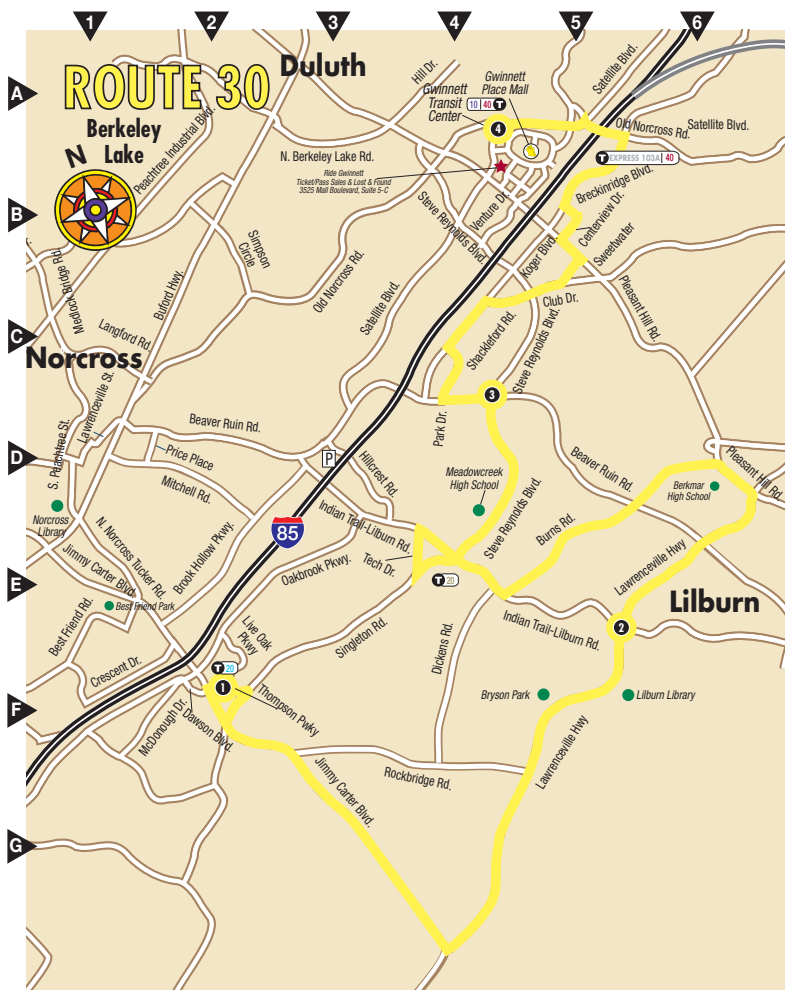 1 2 3 4 5 6
A
B
C
D
E
F
G
ROUTE 30
Duluth
Berkeley
Lake
N
Norcross
Lilburn
Hill Dr.
Gwinnett
Transit
Center
10 | 40 T
Gwinnett
Place Mall
Satellite Blvd.
Old Norcross Rd.
Satellite Blvd.
4
T EXPRESS 103A | 40
Peachtree Industrial Blvd.
N. Berkeley Lake Rd.
Ride Gwinnett
Ticket/Pass Sales & Lost & Found
3525 Mall Boulevard, Suite 5-C
Breckinridge Blvd.
Centerview Dr.
Sweetwater
Venture Dr.
Steve Reynolds Blvd.
Koger Blvd.
Simpson
Circle
Old Norcross Rd.
Satellite Blvd.
Medlock Bridge Rd.
Buford Hwy.
Langford Rd.
Club Dr.
Pleasant Hill Rd.
Shackleford Rd.
Steve Reynolds Blvd.
3
Lawrenceville St.
S. Peachtree St.
Beaver Ruin Rd.
Price Place
Mitchell Rd.
P
Hillcrest Rd.
Park Dr.
Meadowcreek
High School
Beaver Ruin Rd.
Pleasant Hill Rd.
Berkmar
High School
Norcross
Library
N. Norcross Tucker Rd.
Brook Hollow Pkwy.
85
Indian Trail-Lilburn Rd.
Tech Dr.
Steve Reynolds Blvd.
Burns Rd.
Lawrenceville Hwy
Jimmy Carter Blvd.
Oakbrook Pkwy.
T 20
Best Friend Rd.
Best Friend Park
Live Oak
Pkwy
Singleton Rd.
Dickens Rd.
Indian Trail-Lilburn Rd.
2
Crescent Dr.
T 20
1
Thompson Pwky
Bryson Park
Lilburn Library
McDonough Dr.
Dawson Blvd.
Jimmy Carter Blvd.
Rockbridge Rd.
Lawrenceville Hwy